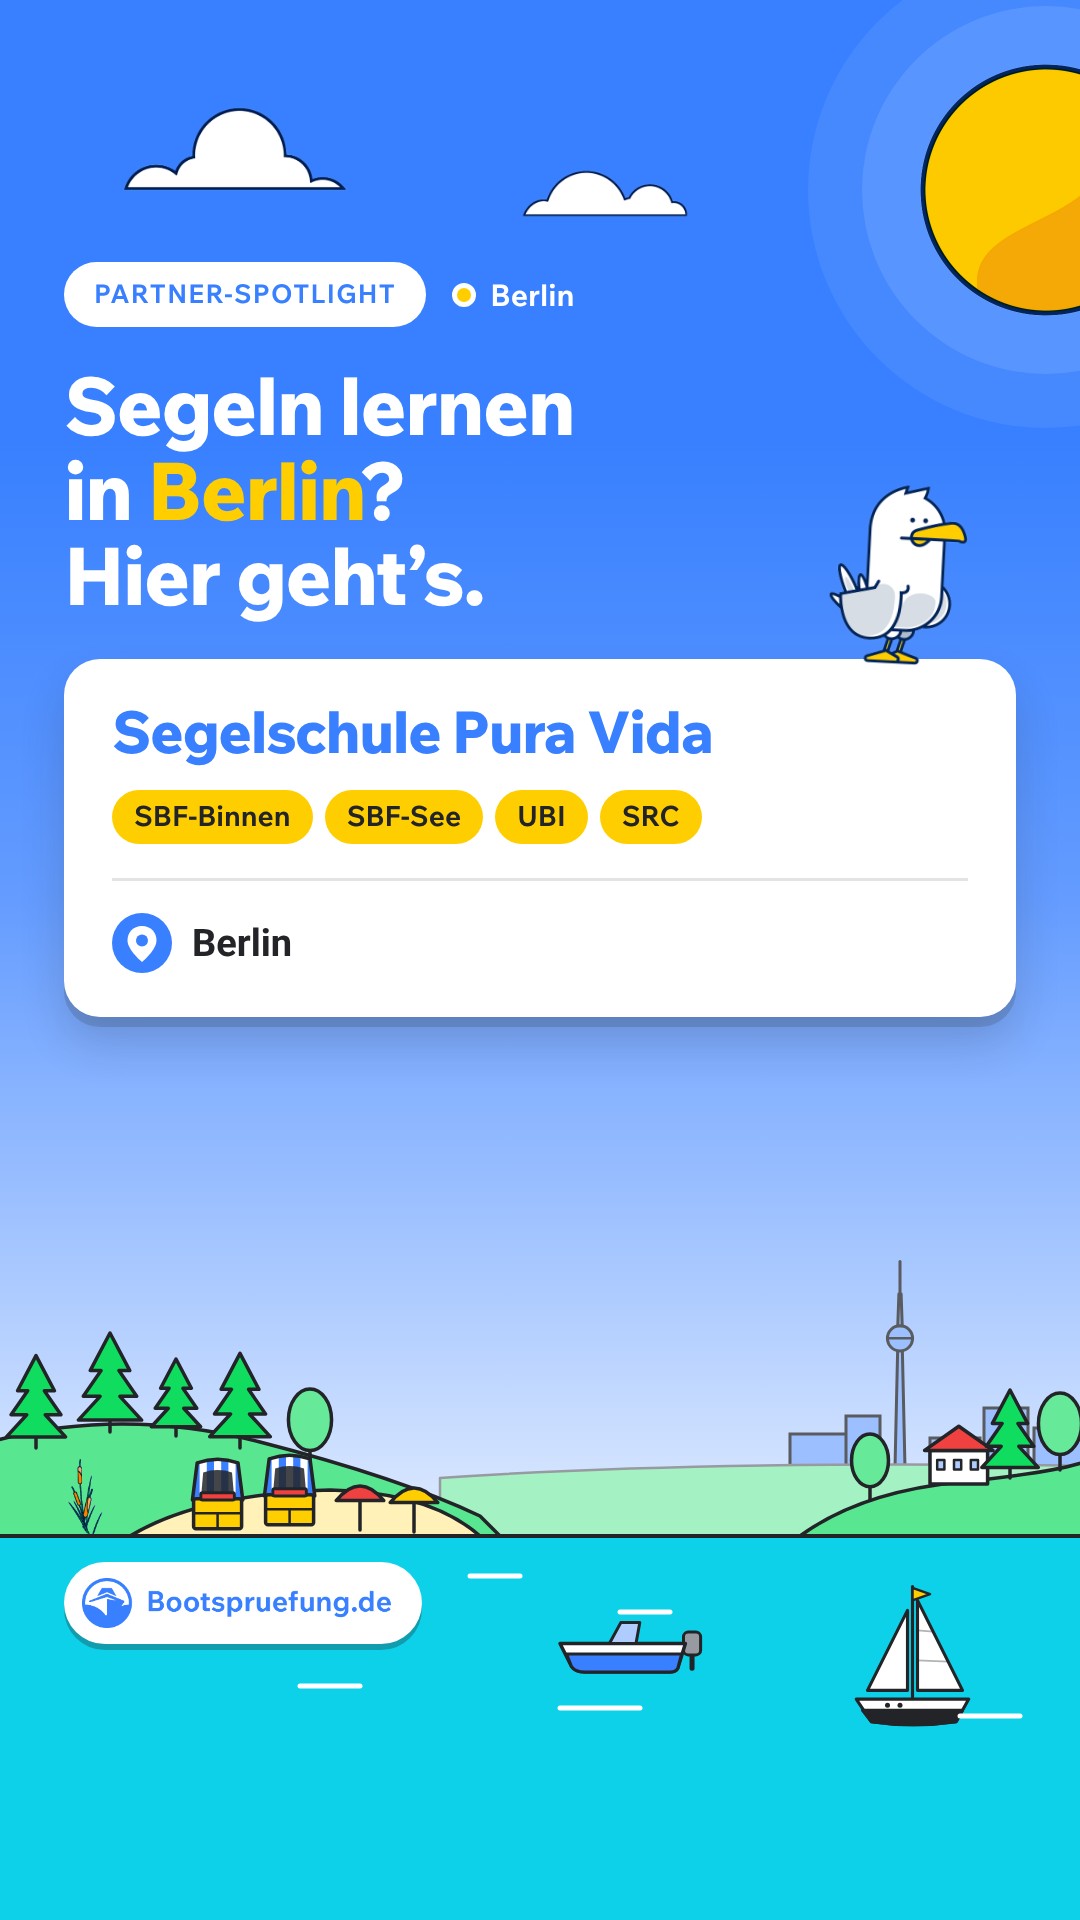 PARTNER-SPOTLIGHT
Berlin
Segeln lernen
in Berlin?
Hier geht’s.
Segelschule Pura Vida
SBF-Binnen SBF-See UBI SRC
Berlin
Bootspruefung.de